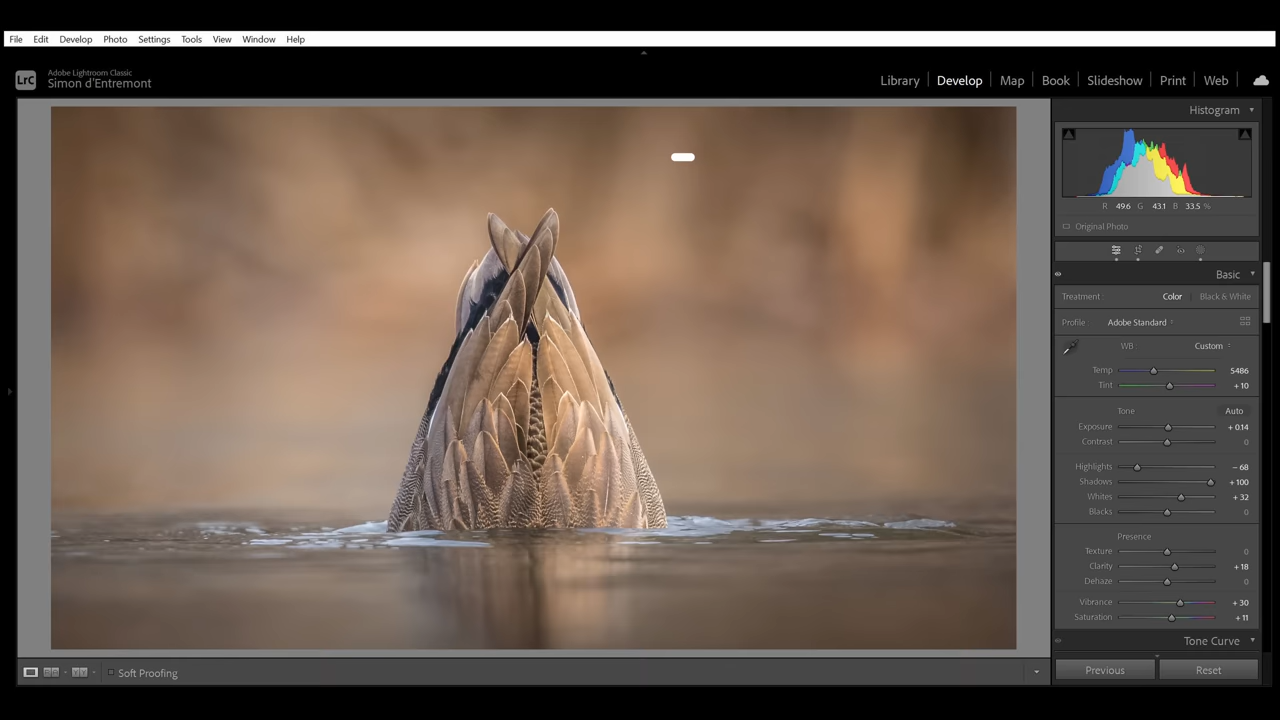 File Edit Develop Photo Settings Tools View Window Help
Adobe Lightroom Classic
LrC Simon d'Entremont
Library Develop Map Book Slideshow Print Web
Histogram
R 49.6 G 43.1 B 33.5 %
Original Photo
Basic
Treatment: Color Black & White
Profile Adobe Standard
WB: Custom
Temp 5486
Tint +10
Tone Auto
Exposure +0.14
Contrast 0
Highlights -68
Shadows +100
Whites +32
Blacks 0
Presence
Texture 0
Clarity +18
Dehaze 0
Vibrance +30
Saturation +11
Tone Curve
Soft Proofing
Previous Reset